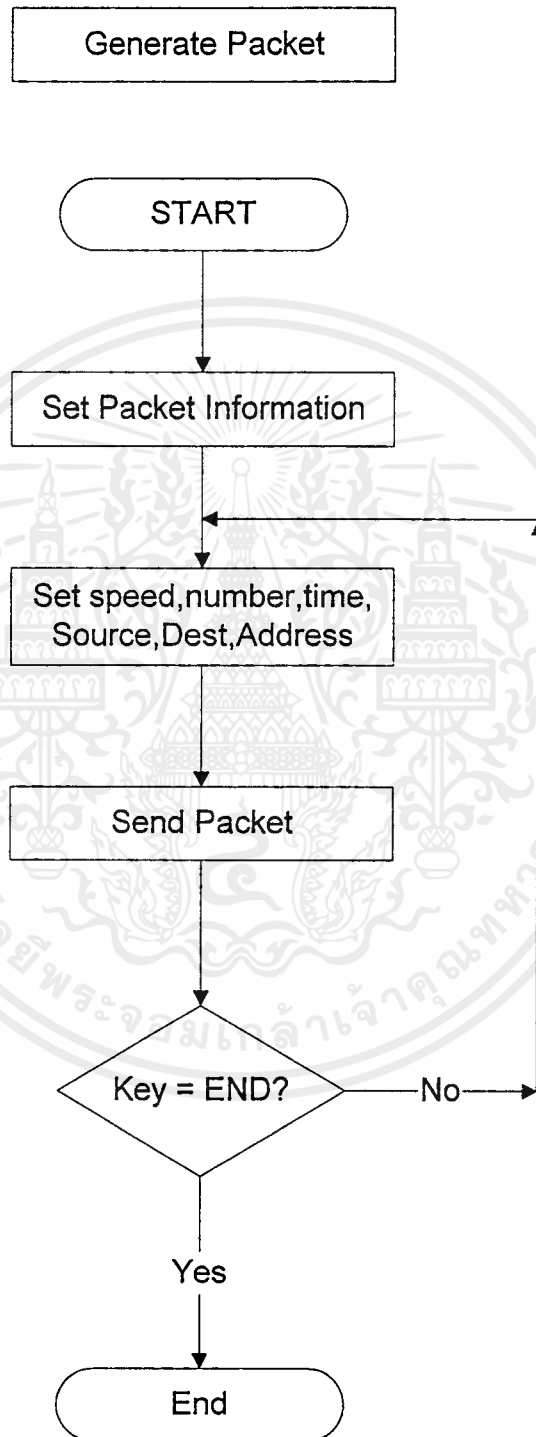 Generate Packet
START
Set Packet Information
Set speed,number,time,
Source,Dest,Address
Send Packet
Key = END?
No
Yes
End